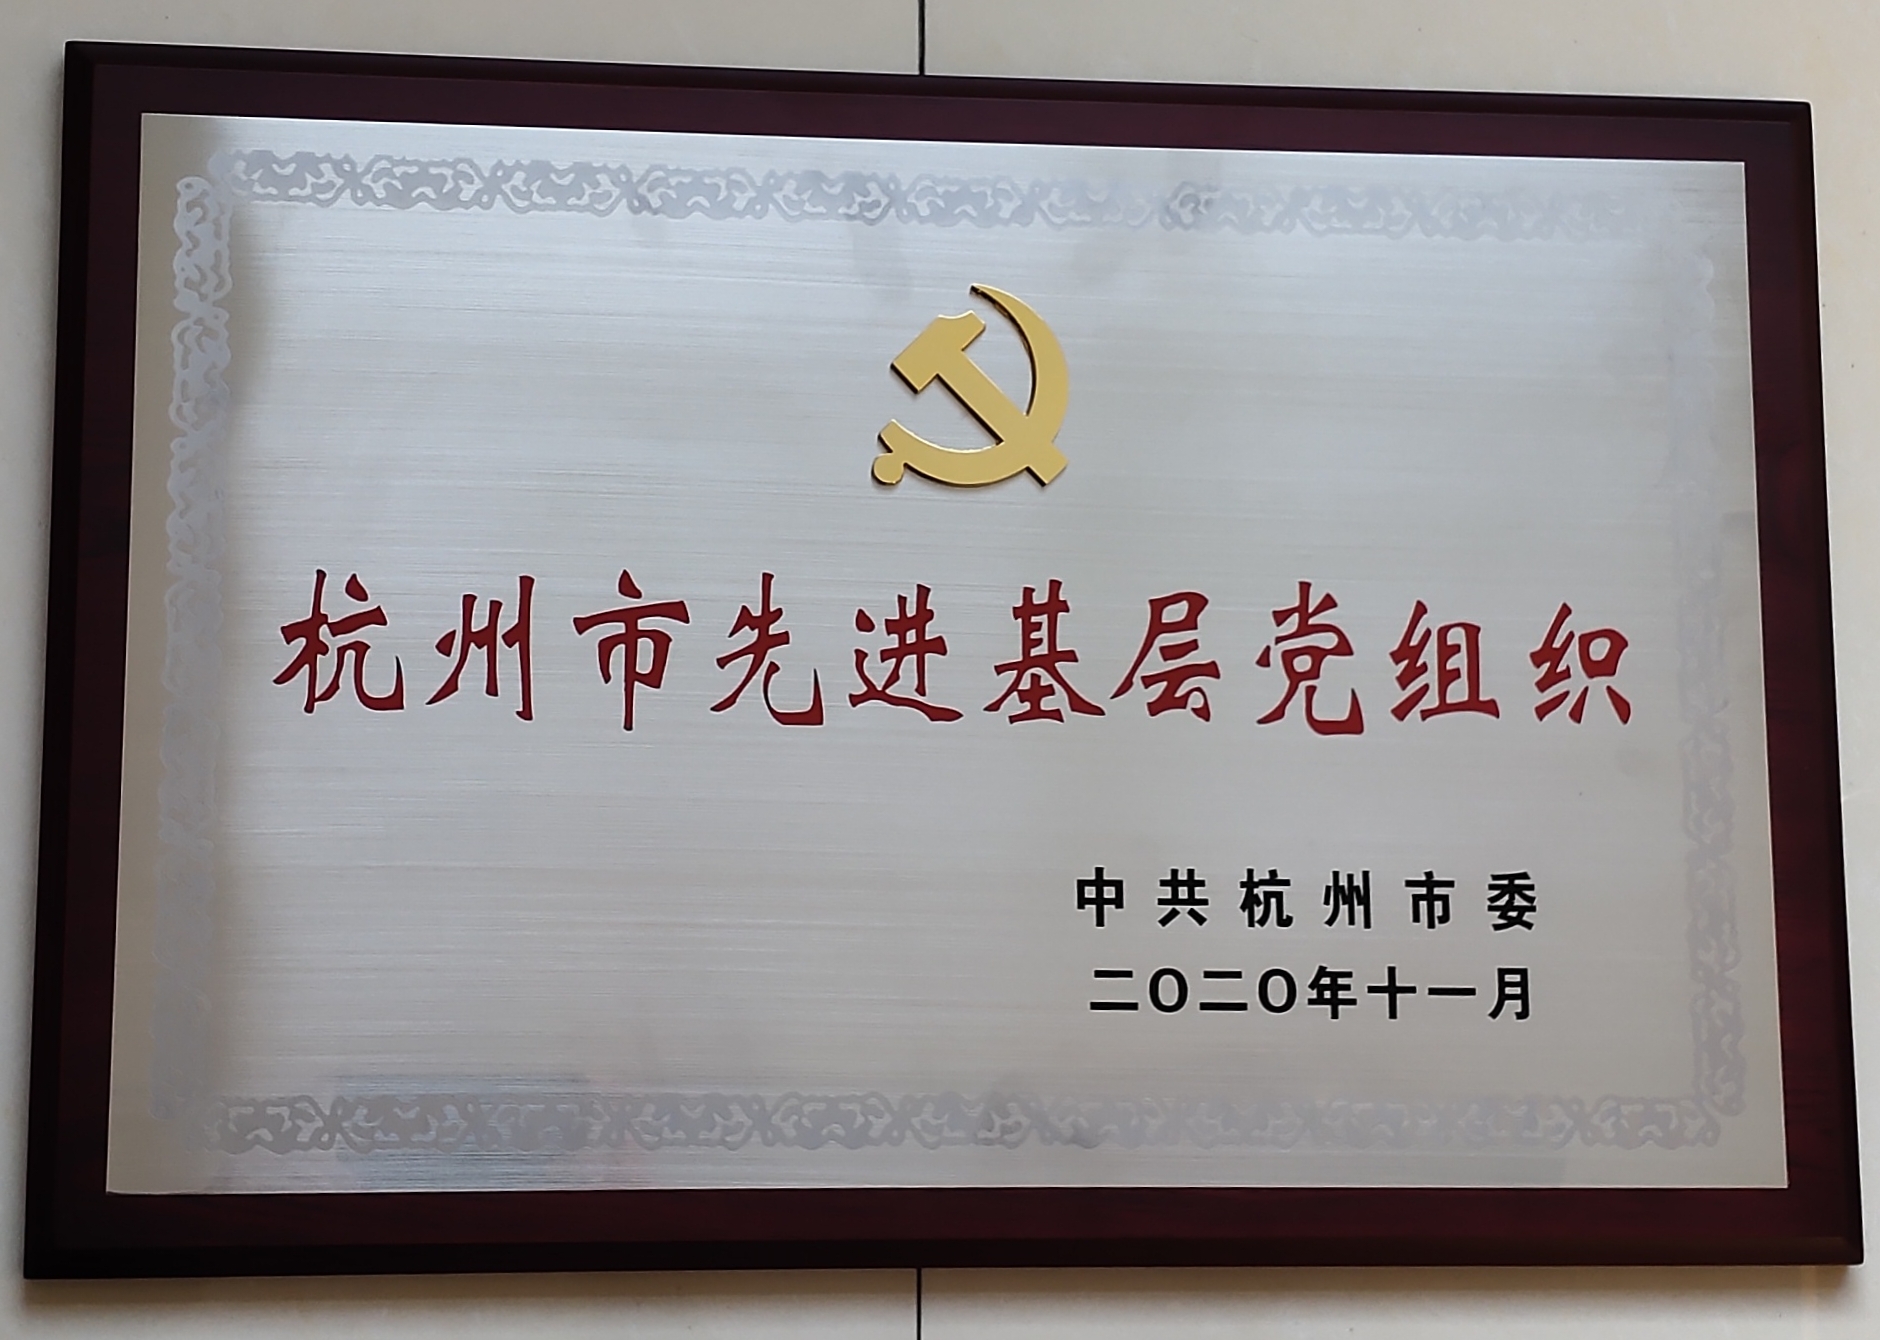 杭州市先进基层党组织
中共杭州市委
二〇二〇年十一月